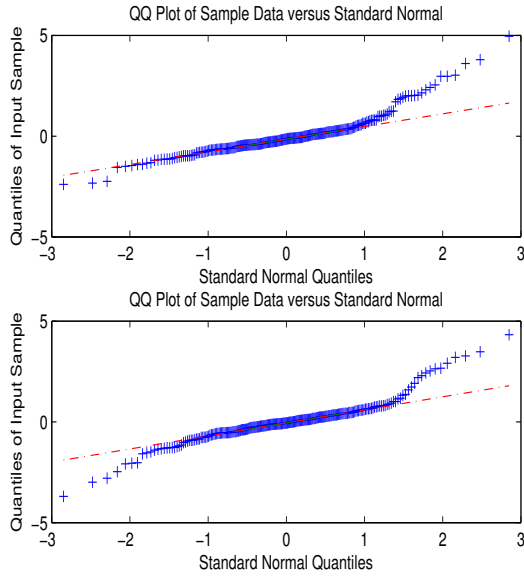 QQ Plot of Sample Data versus Standard Normal
5
0
−5
Quantiles of Input Sample
−3 −2 −1 0 1 2 3
Standard Normal Quantiles
QQ Plot of Sample Data versus Standard Normal
5
0
−5
Quantiles of Input Sample
−3 −2 −1 0 1 2 3
Standard Normal Quantiles